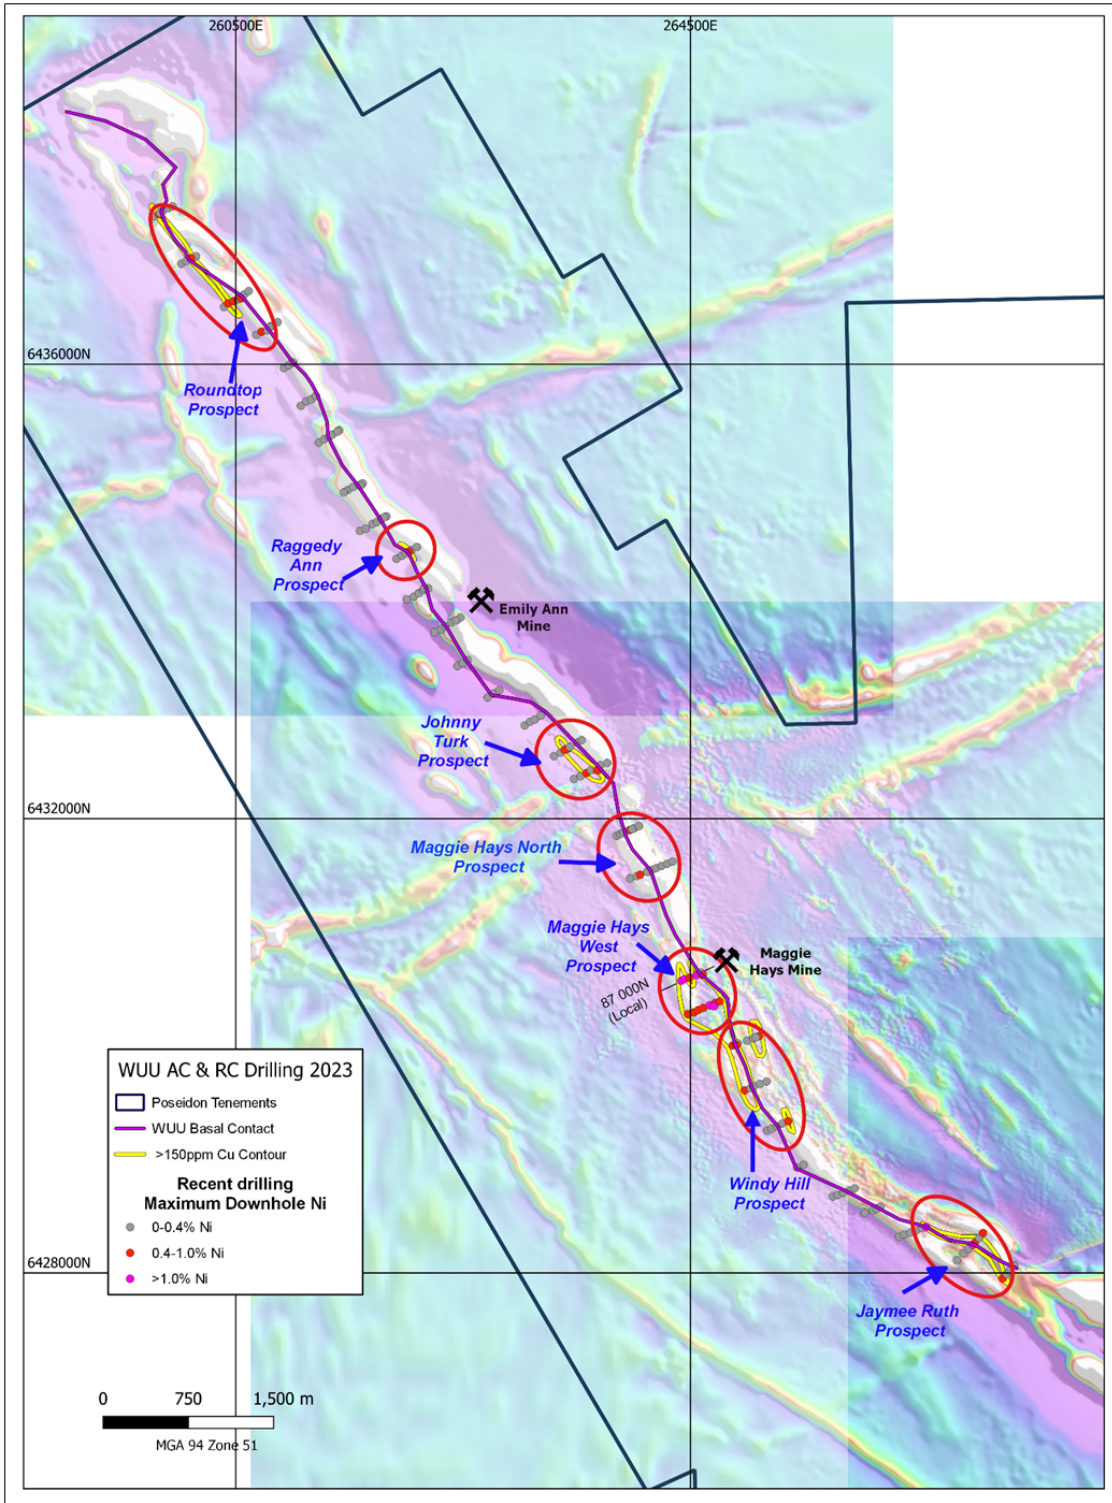 260500E
264500E
6436000N
Roundtop
Prospect
Raggedy
Ann
Prospect
Emily Ann
Mine
Johnny
Turk
Prospect
6432000N
Maggie Hays North
Prospect
Maggie Hays
West
Prospect
Maggie
Hays Mine
87 000N
(Local)
WUU AC & RC Drilling 2023
Poseidon Tenements
WUU Basal Contact
>150ppm Cu Contour
Recent drilling
Maximum Downhole Ni
0-0.4% Ni
0.4-1.0% Ni
>1.0% Ni
Windy Hill
Prospect
6428000N
Jaymee Ruth
Prospect
0 750 1,500 m
MGA 94 Zone 51